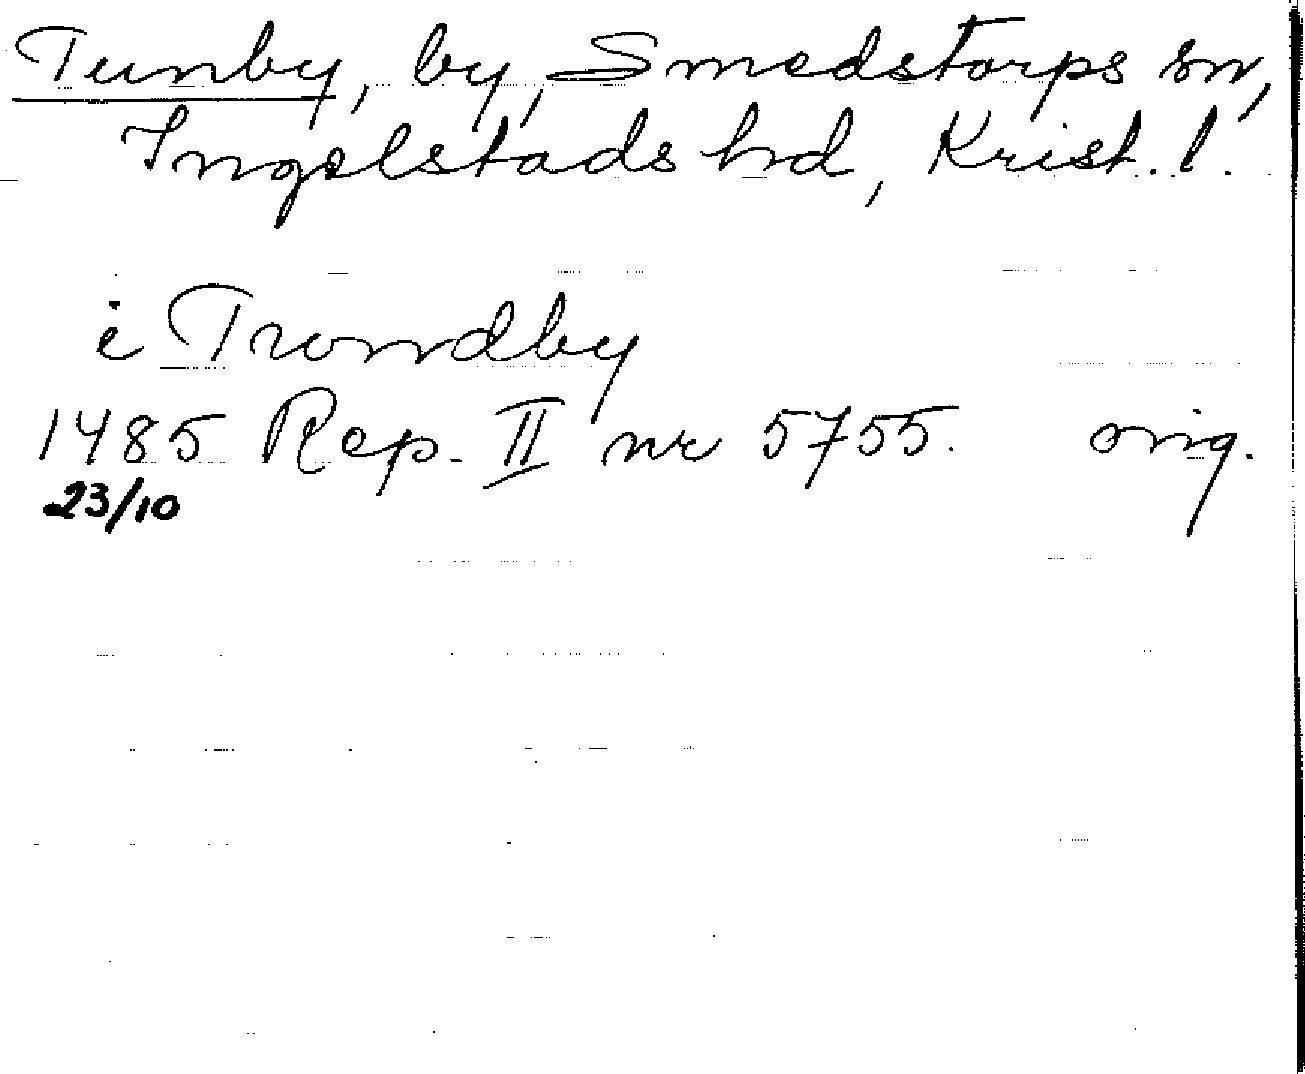 Tunby, by, Smedstorps sn,
Ingelstads hd, Krist. l.
i Trondby
1485 Rep. II nr 5755. orig.
23/10